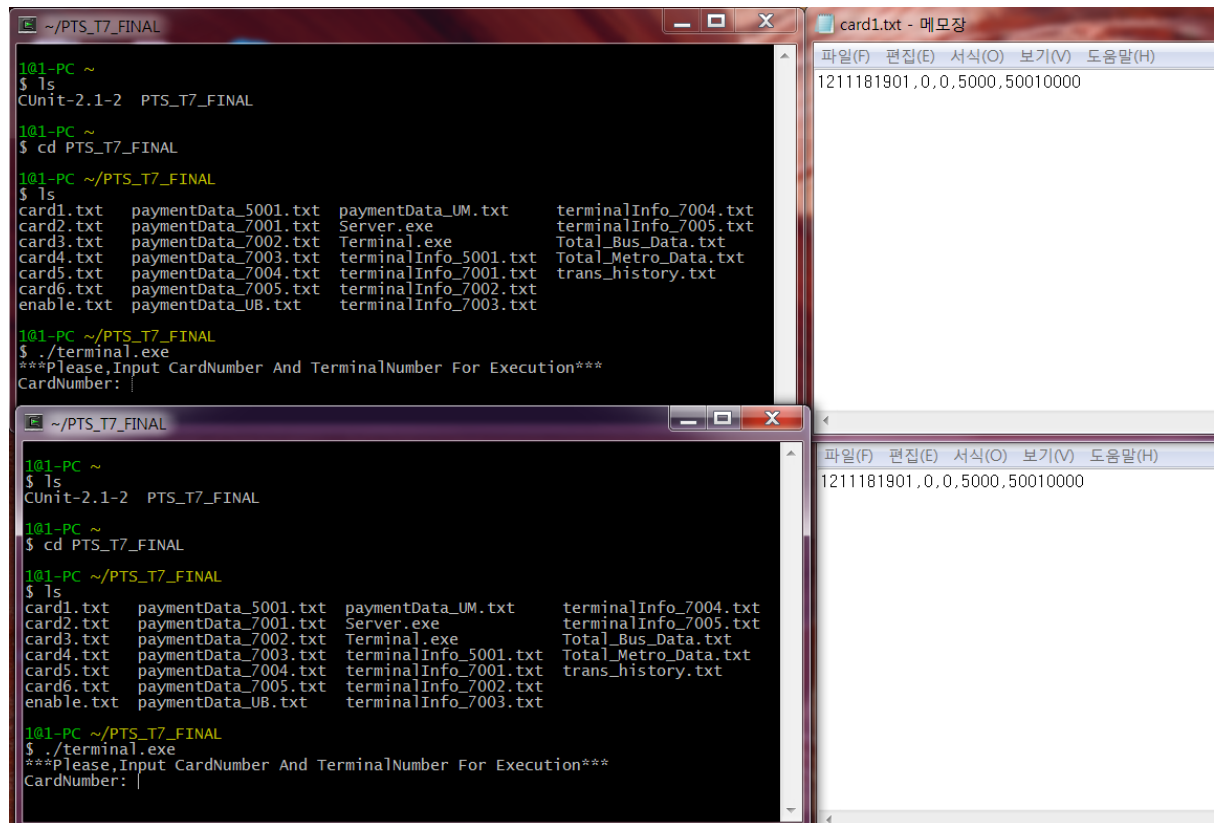 ~/PTS_T7_FINAL
1@1-PC ~
$ ls
CUnit-2.1-2  PTS_T7_FINAL
1@1-PC ~
$ cd PTS_T7_FINAL
1@1-PC ~/PTS_T7_FINAL
$ ls
card1.txt   paymentData_5001.txt  paymentData_UM.txt     terminalInfo_7004.txt
card2.txt   paymentData_7001.txt  Server.exe             terminalInfo_7005.txt
card3.txt   paymentData_7002.txt  Terminal.exe           Total_Bus_Data.txt
card4.txt   paymentData_7003.txt  terminalInfo_5001.txt  Total_Metro_Data.txt
card5.txt   paymentData_7004.txt  terminalInfo_7001.txt  trans_history.txt
card6.txt   paymentData_7005.txt  terminalInfo_7002.txt
enable.txt  paymentData_UB.txt    terminalInfo_7003.txt
1@1-PC ~/PTS_T7_FINAL
$ ./terminal.exe
***Please,Input CardNumber And TerminalNumber For Execution***
CardNumber:
card1.txt - 메모장
파일(F) 편집(E) 서식(O) 보기(V) 도움말(H)
1211181901,0,0,5000,50010000
~/PTS_T7_FINAL
1@1-PC ~
$ ls
CUnit-2.1-2  PTS_T7_FINAL
1@1-PC ~
$ cd PTS_T7_FINAL
1@1-PC ~/PTS_T7_FINAL
$ ls
card1.txt   paymentData_5001.txt  paymentData_UM.txt     terminalInfo_7004.txt
card2.txt   paymentData_7001.txt  Server.exe             terminalInfo_7005.txt
card3.txt   paymentData_7002.txt  Terminal.exe           Total_Bus_Data.txt
card4.txt   paymentData_7003.txt  terminalInfo_5001.txt  Total_Metro_Data.txt
card5.txt   paymentData_7004.txt  terminalInfo_7001.txt  trans_history.txt
card6.txt   paymentData_7005.txt  terminalInfo_7002.txt
enable.txt  paymentData_UB.txt    terminalInfo_7003.txt
1@1-PC ~/PTS_T7_FINAL
$ ./terminal.exe
***Please,Input CardNumber And TerminalNumber For Execution***
CardNumber:
파일(F) 편집(E) 서식(O) 보기(V) 도움말(H)
1211181901,0,0,5000,50010000